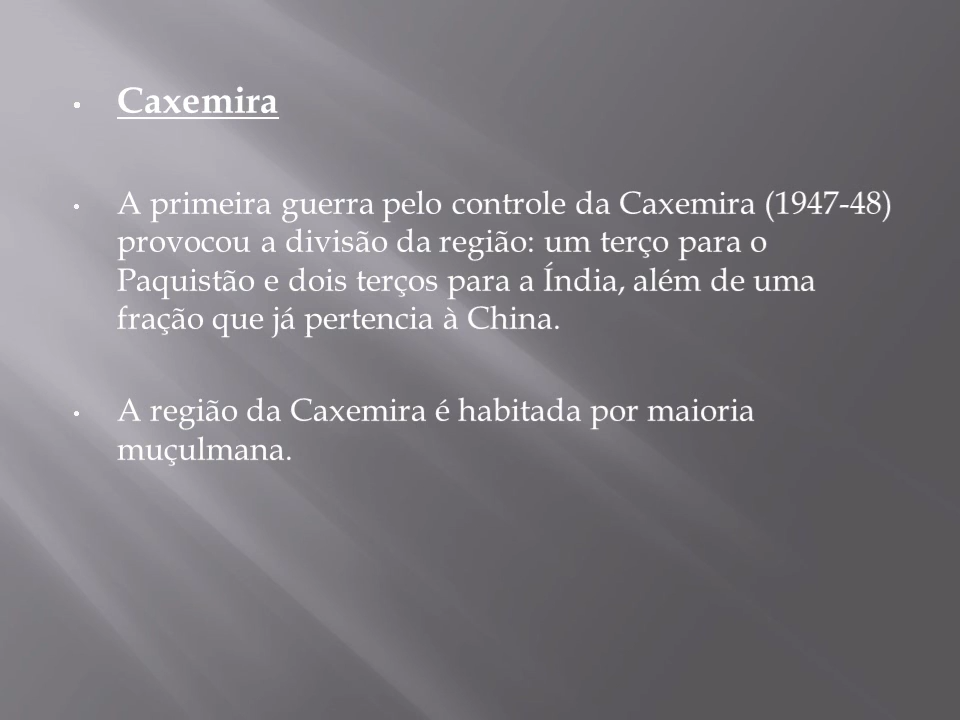 • Caxemira
• A primeira guerra pelo controle da Caxemira (1947-48)
provocou a divisão da região: um terço para o
Paquistão e dois terços para a Índia, além de uma
fração que já pertencia à China.
• A região da Caxemira é habitada por maioria
muçulmana.